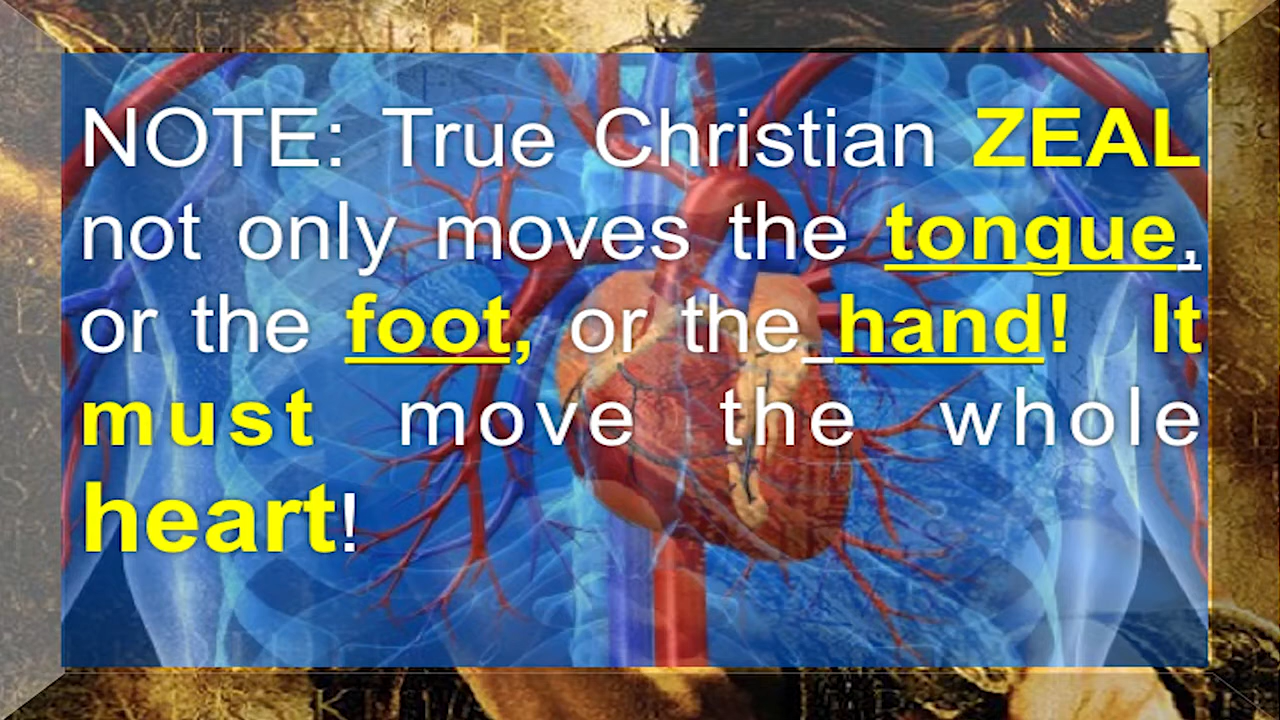 NOTE: True Christian ZEAL
not only moves the tongue,
or the foot, or the hand! It
must move the whole
heart!